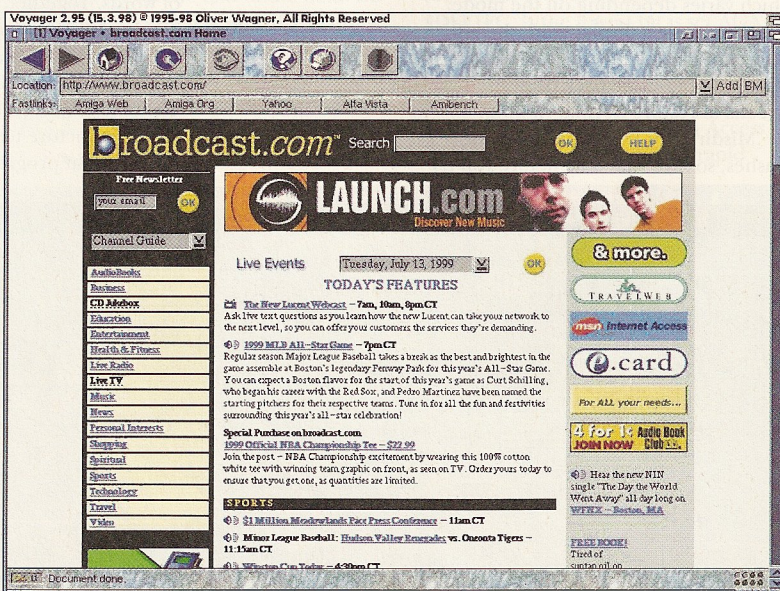 Voyager 2.95 (15.3.98) © 1995-98 Oliver Wagner, All Rights Reserved
[1] Voyager • broadcast.com Home
Location: http://www.broadcast.com/ Add BM
Fastlinks: Amiga Web Amiga Org Yahoo Alta Vista Amibench
broadcast.com™ Search OK HELP
Free Newsletter
your email OK
Channel Guide
AudioBooks
Business
CD Jukebox
Education
Entertainment
Health & Fitness
Live Radio
Live TV
Music
News
Personal Interests
Shopping
Spiritual
Sports
Technology
Travel
Video
LAUNCH.com
Discover New Music
Live Events Tuesday, July 13, 1999 OK
TODAY'S FEATURES
The New Lucent Webcast – 7am, 10am, 8pm CT
Ask live text questions as you learn how the new Lucent can take your network to
the next level, so you can offer your customers the services they're demanding.
1999 MLB All-Star Game – 7pm CT
Regular season Major League Baseball takes a break as the best and brightest in the
game assemble at Boston's legendary Fenway Park for this year's All-Star Game.
You can expect a Boston flavor for the start of this year's game as Curt Schilling,
who began his career with the Red Sox, and Pedro Martinez have been named the
starting pitchers for their respective teams. Tune in for all the fun and festivities
surrounding this year's all-star celebration!
Special Purchase on broadcast.com
1999 Official NBA Championship Tee – $22.99
Join the post – NBA Championship excitement by wearing this 100% cotton
white tee with winning team graphic on front, as seen on TV. Order yours today to
ensure that you get one, as quantities are limited.
SPORTS
$1 Million Meadowlands Pace Press Conference – 11am CT
Minor League Baseball: Hudson Valley Renegades vs. Oneonta Tigers –
11:15am CT
Winston Cup Today – 4:30pm CT
& more.
TRAVELWEB
msn Internet Access
e.card
For ALL your needs...
4 for 1¢ Audio Book
JOIN NOW Club
Hear the new NIN
single "The Day the World
Went Away" all day long on
WFNX – Boston, MA
FREE BOOK!
Tired of
suntan oil on
Document done.